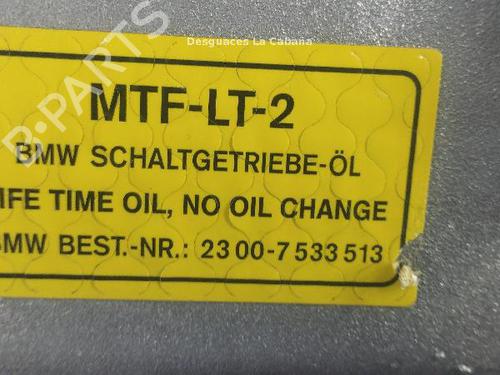 Desguaces La Cabaña
B-PARTS
MTF-LT-2
BMW SCHALTGETRIEBE-ÖL
IFE TIME OIL, NO OIL CHANGE
BMW BEST.-NR.: 23 00-7 533 513